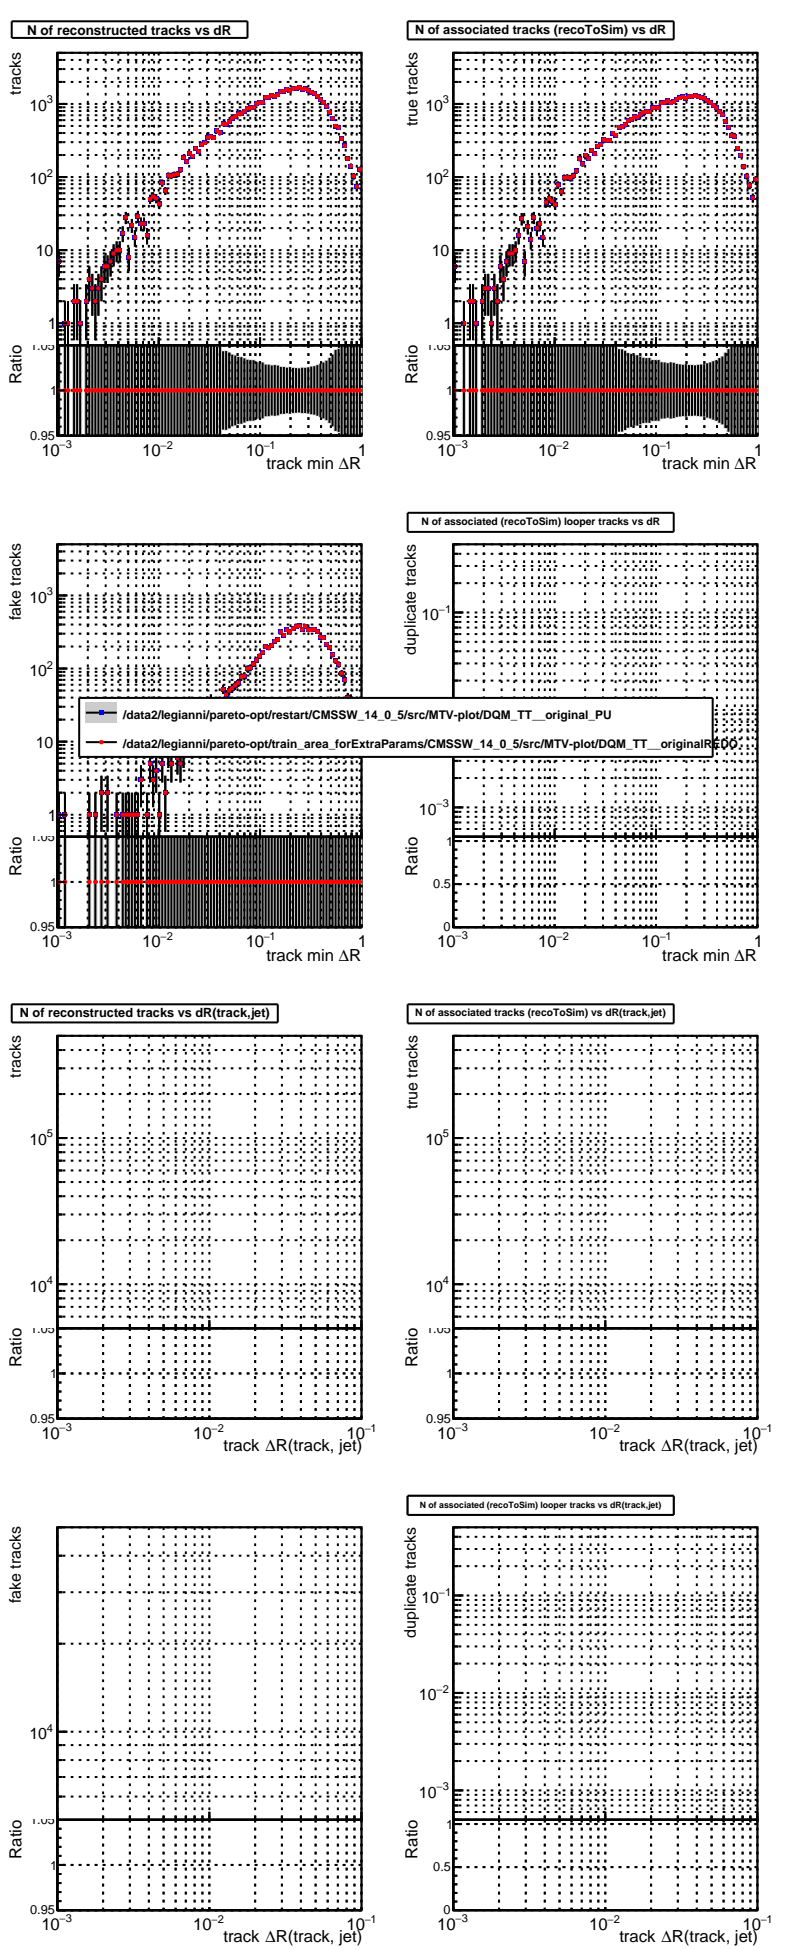 N of reconstructed tracks vs dR
tracks
10³
10²
10
1
1.05
Ratio
1
0.95
10⁻³ 10⁻² 10⁻¹ 1
track min ΔR
N of associated tracks (recoToSim) vs dR
true tracks
10³
10²
10
1
1.05
Ratio
1
0.95
10⁻³ 10⁻² 10⁻¹ 1
track min ΔR
fake tracks
10³
10²
10
1
1.05
Ratio
1
0.95
10⁻³ 10⁻² 10⁻¹ 1
track min ΔR
N of associated (recoToSim) looper tracks vs dR
duplicate tracks
10⁻¹
10⁻³
1
Ratio
0.5
0
10⁻³ 10⁻² 10⁻¹ 1
track min ΔR
/data2/legianni/pareto-opt/restart/CMSSW_14_0_5/src/MTV-plot/DQM_TT__original_PU
/data2/legianni/pareto-opt/train_area_forExtraParams/CMSSW_14_0_5/src/MTV-plot/DQM_TT__originalREDO
N of reconstructed tracks vs dR(track,jet)
tracks
10⁵
10⁴
1.05
Ratio
1
0.95
10⁻³ 10⁻² 10⁻¹
track ΔR(track, jet)
N of associated tracks (recoToSim) vs dR(track,jet)
true tracks
10⁵
10⁴
1.05
Ratio
1
0.95
10⁻³ 10⁻² 10⁻¹
track ΔR(track, jet)
fake tracks
10⁴
1.05
Ratio
1
0.95
10⁻³ 10⁻² 10⁻¹
track ΔR(track, jet)
N of associated (recoToSim) looper tracks vs dR(track,jet)
duplicate tracks
10⁻¹
10⁻²
10⁻³
1
Ratio
0.5
0
10⁻³ 10⁻² 10⁻¹
track ΔR(track, jet)